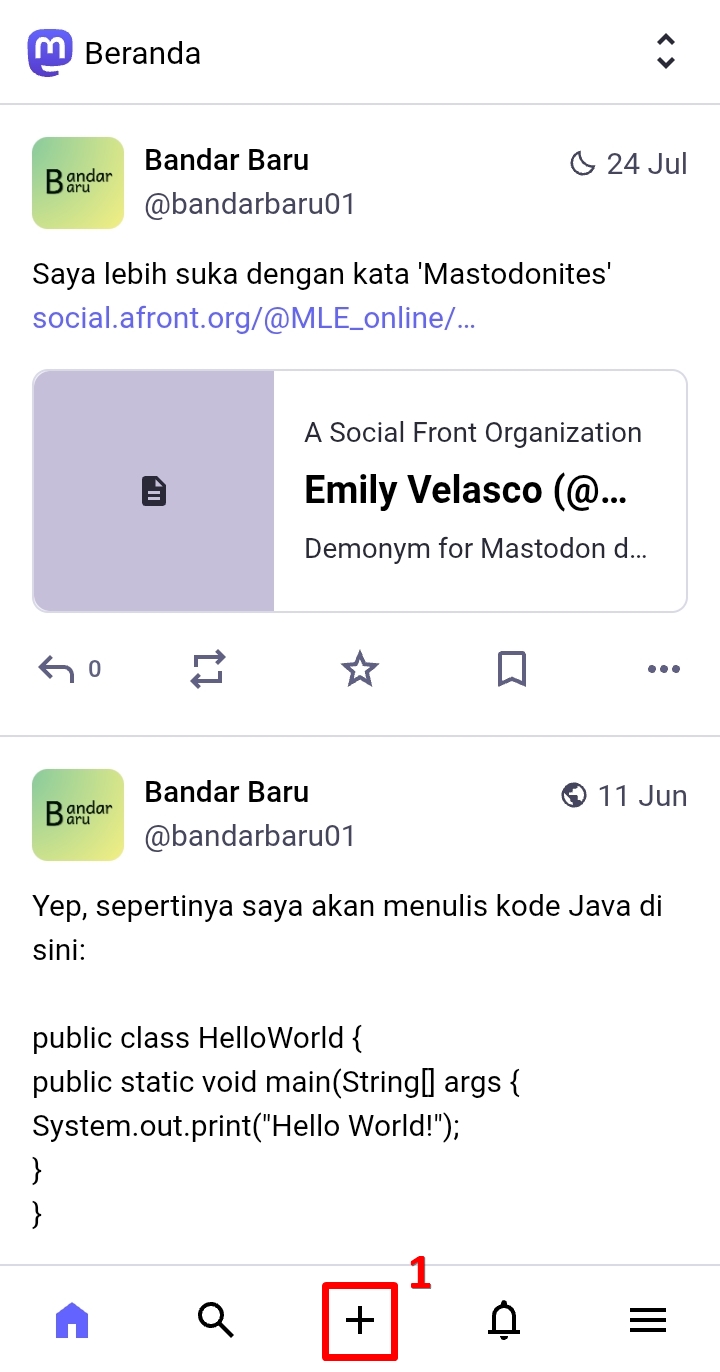 Beranda
Bandar Baru
24 Jul
@bandarbaru01
Saya lebih suka dengan kata 'Mastodonites'
social.afront.org/@MLE_online/…
A Social Front Organization
Emily Velasco (@…
Demonym for Mastodon d…
0
Bandar Baru
11 Jun
@bandarbaru01
Yep, sepertinya saya akan menulis kode Java di
sini:
public class HelloWorld {
public static void main(String[] args {
System.out.print("Hello World!");
}
}
1